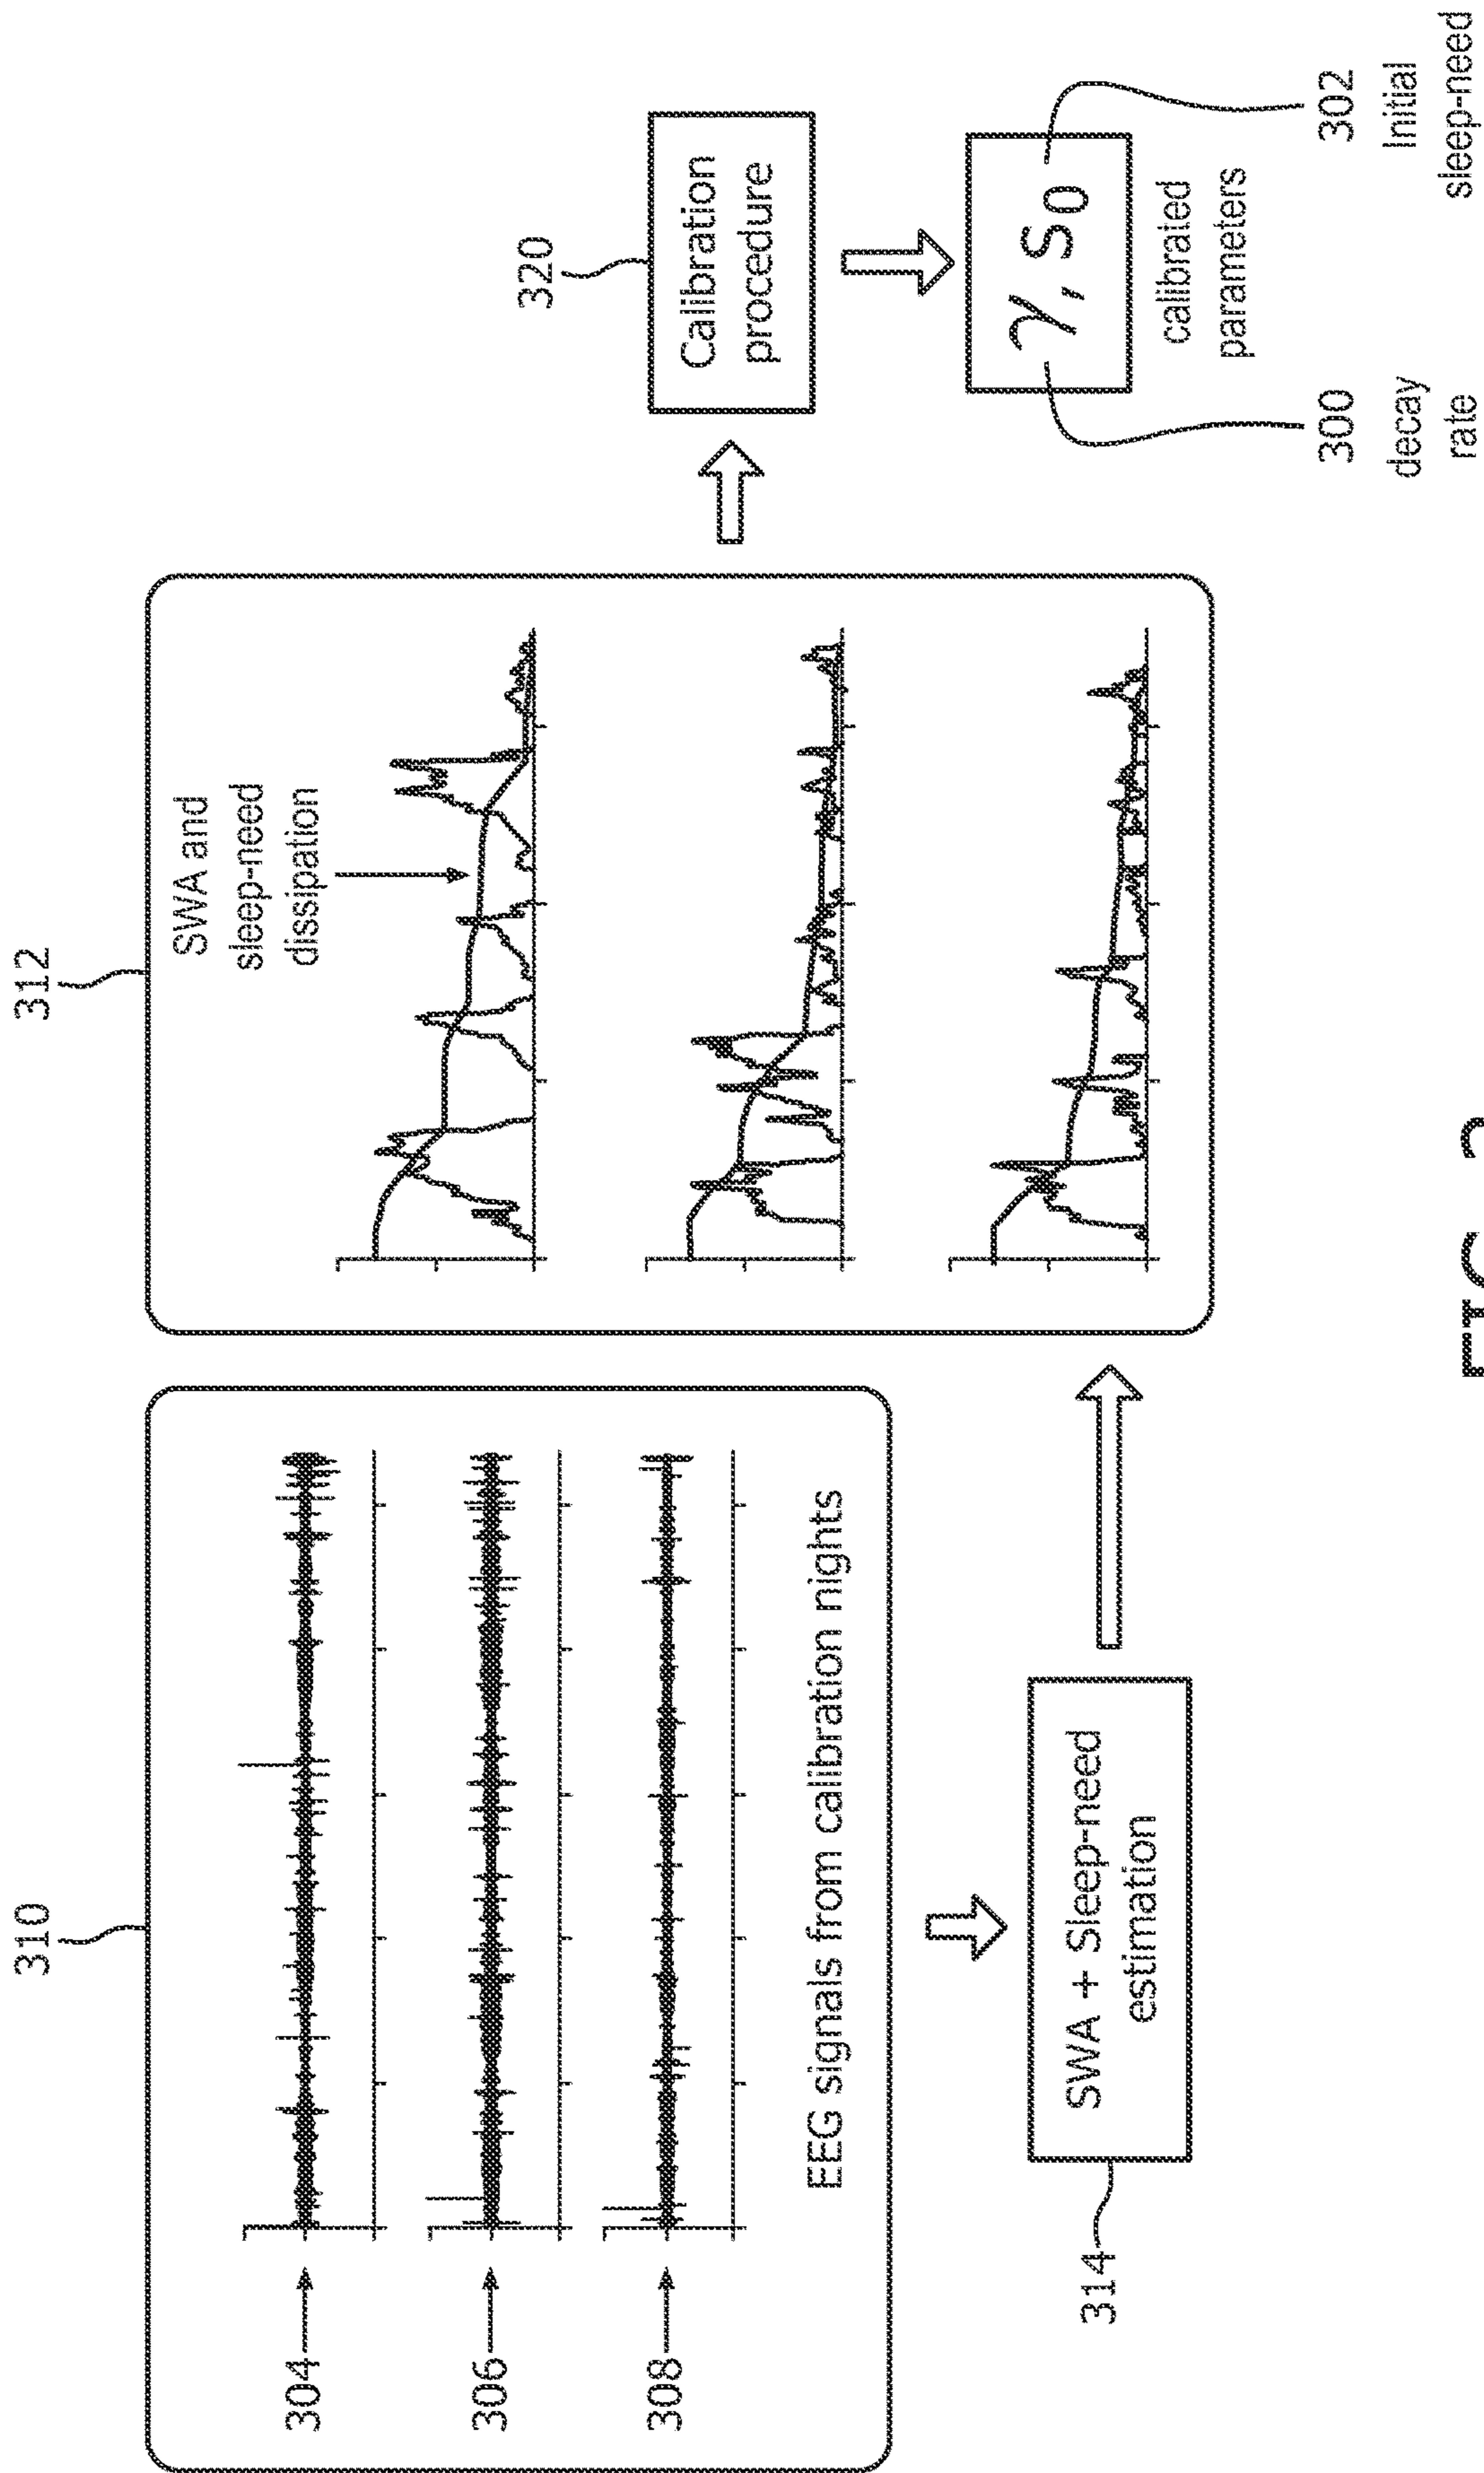 310
304
306
308
EEG signals from calibration nights
314
SWA + Sleep-need
estimation
312
SWA and
sleep-need
dissipation
320
Calibration
procedure
γ, S0
calibrated
parameters
300
decay
rate
302
Initial
sleep-need